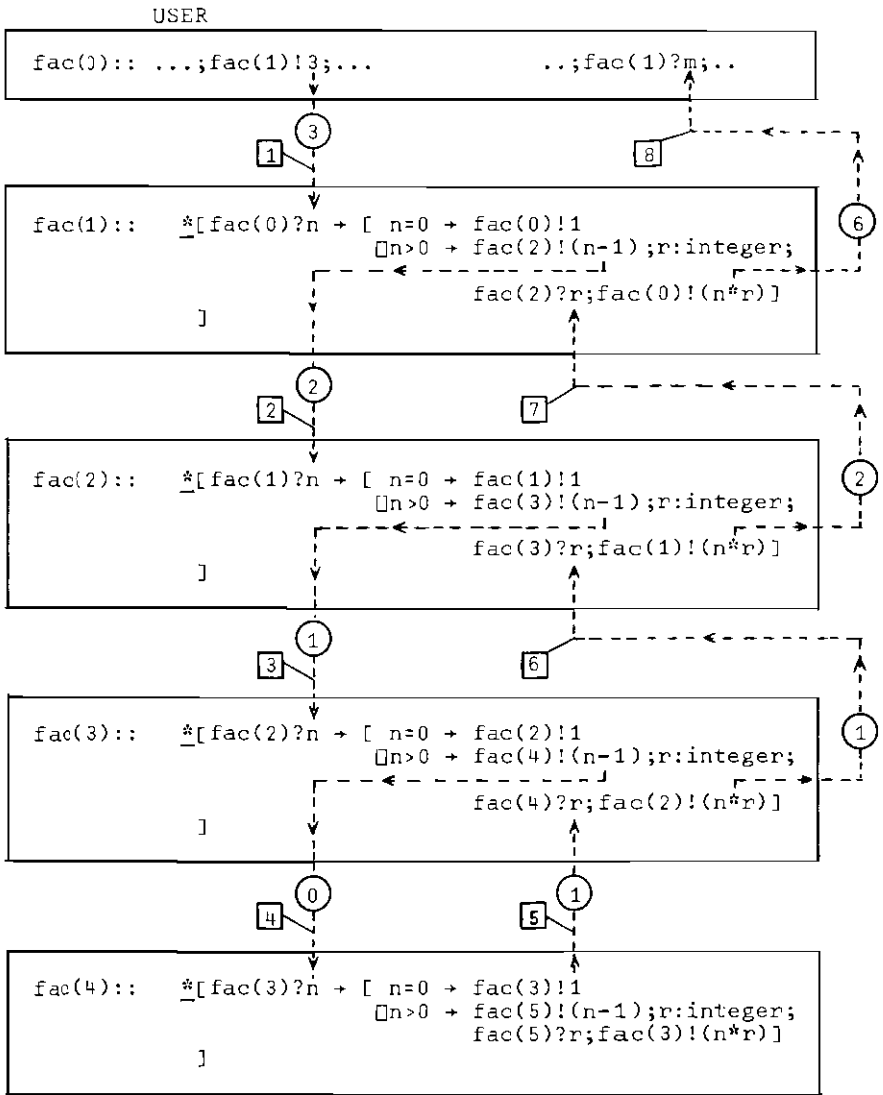 USER
fac(0):: ...;fac(1)!3;... ..;fac(1)?m;..
3
1
8
6
fac(1):: *[fac(0)?n → [ n=0 → fac(0)!1
▯n>0 → fac(2)!(n-1);r:integer;
fac(2)?r;fac(0)!(n*r)]
]
2
2
7
2
fac(2):: *[fac(1)?n → [ n=0 → fac(1)!1
▯n>0 → fac(3)!(n-1);r:integer;
fac(3)?r;fac(1)!(n*r)]
]
1
3
6
1
fac(3):: *[fac(2)?n → [ n=0 → fac(2)!1
▯n>0 → fac(4)!(n-1);r:integer;
fac(4)?r;fac(2)!(n*r)]
]
0
1
4
5
fac(4):: *[fac(3)?n → [ n=0 → fac(3)!1
▯n>0 → fac(5)!(n-1);r:integer;
fac(5)?r;fac(3)!(n*r)]
]